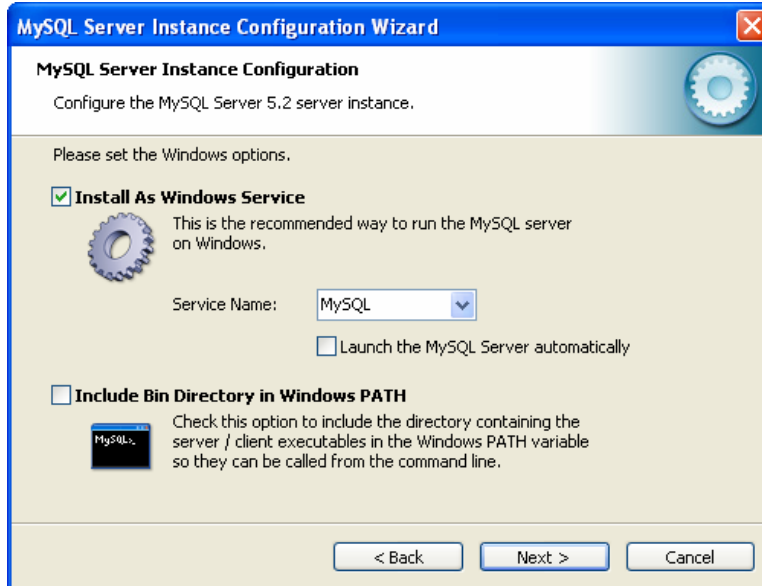 MySQL Server Instance Configuration Wizard
MySQL Server Instance Configuration
Configure the MySQL Server 5.2 server instance.
Please set the Windows options.
Install As Windows Service
This is the recommended way to run the MySQL server
on Windows.
Service Name: MySQL
Launch the MySQL Server automatically
Include Bin Directory in Windows PATH
Check this option to include the directory containing the
server / client executables in the Windows PATH variable
so they can be called from the command line.
MySQL>_
< Back Next > Cancel